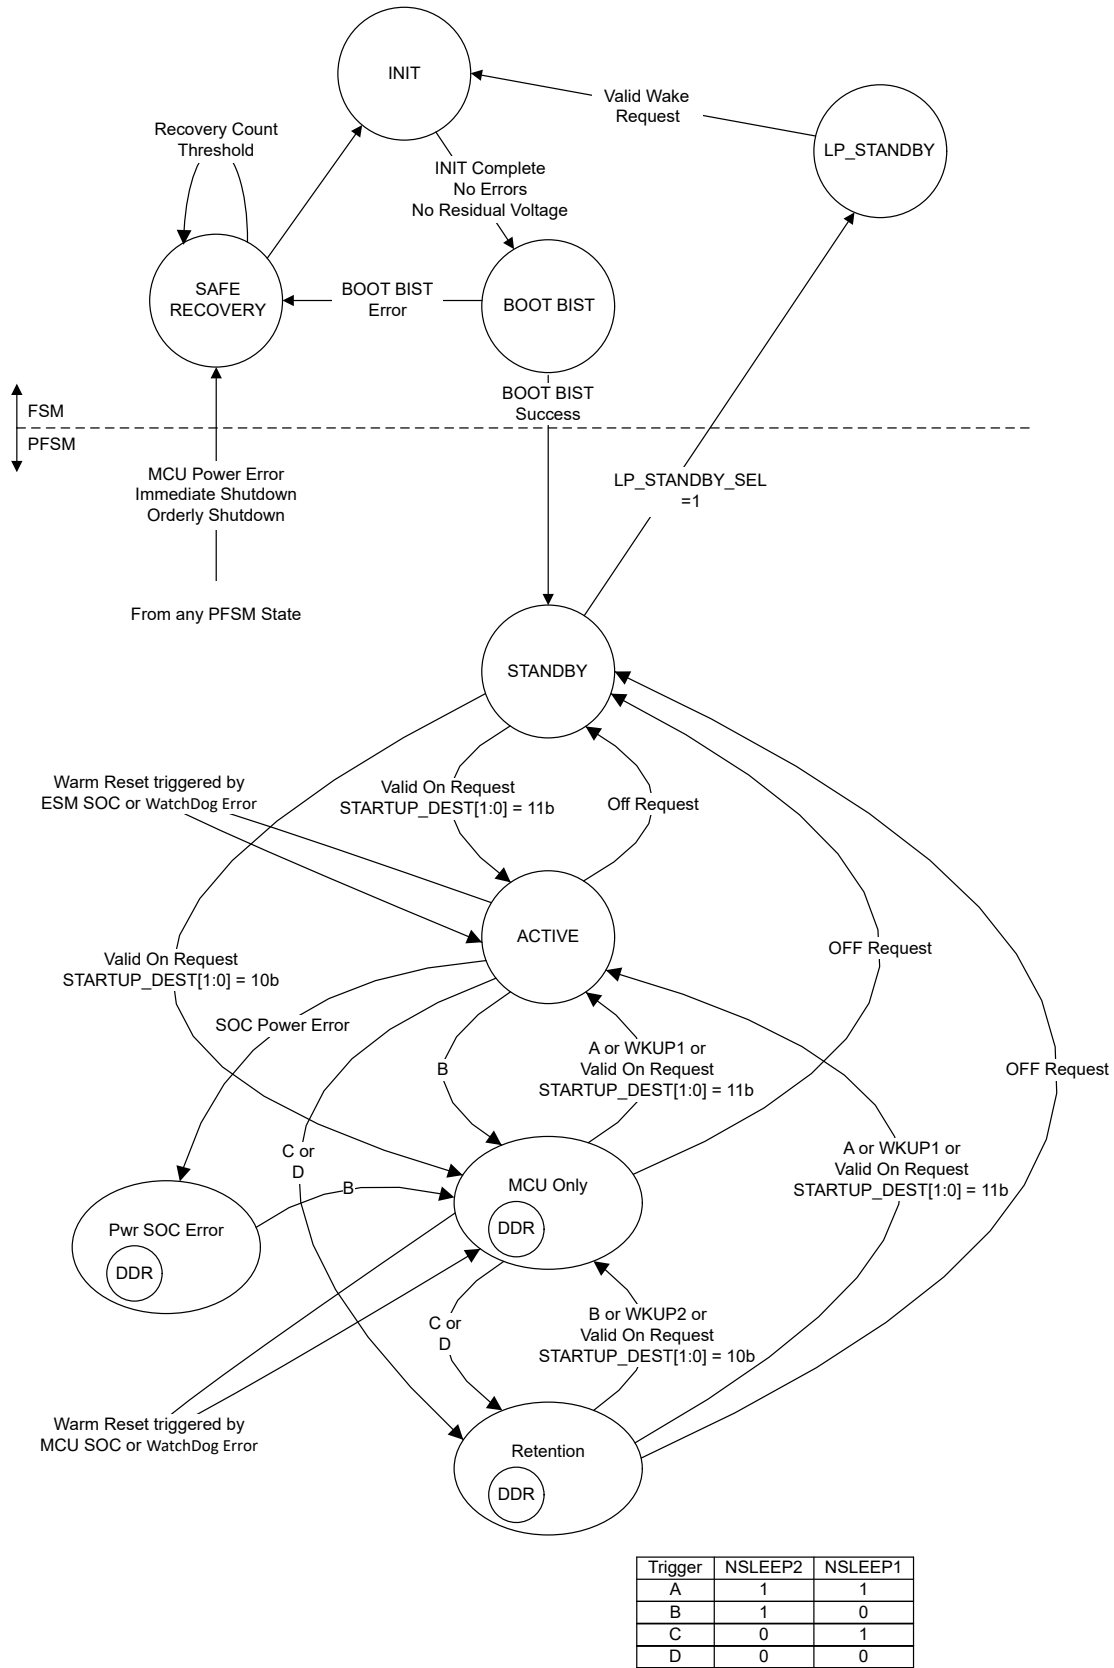 INIT
Valid Wake
Request
LP_STANDBY
Recovery Count
Threshold
INIT Complete
No Errors
No Residual Voltage
SAFE
RECOVERY
BOOT BIST
Error
BOOT BIST
BOOT BIST
Success
FSM
PFSM
MCU Power Error
Immediate Shutdown
Orderly Shutdown
LP_STANDBY_SEL
=1
From any PFSM State
STANDBY
Warm Reset triggered by
ESM SOC or WatchDog Error
Valid On Request
STARTUP_DEST[1:0] = 11b
Off Request
ACTIVE
OFF Request
Valid On Request
STARTUP_DEST[1:0] = 10b
SOC Power Error
B
A or WKUP1 or
Valid On Request
STARTUP_DEST[1:0] = 11b
OFF Request
C or
D
A or WKUP1 or
Valid On Request
STARTUP_DEST[1:0] = 11b
B
MCU Only
DDR
Pwr SOC Error
DDR
C or
D
B or WKUP2 or
Valid On Request
STARTUP_DEST[1:0] = 10b
Warm Reset triggered by
MCU SOC or WatchDog Error
Retention
DDR
Trigger NSLEEP2 NSLEEP1
A 1 1
B 1 0
C 0 1
D 0 0